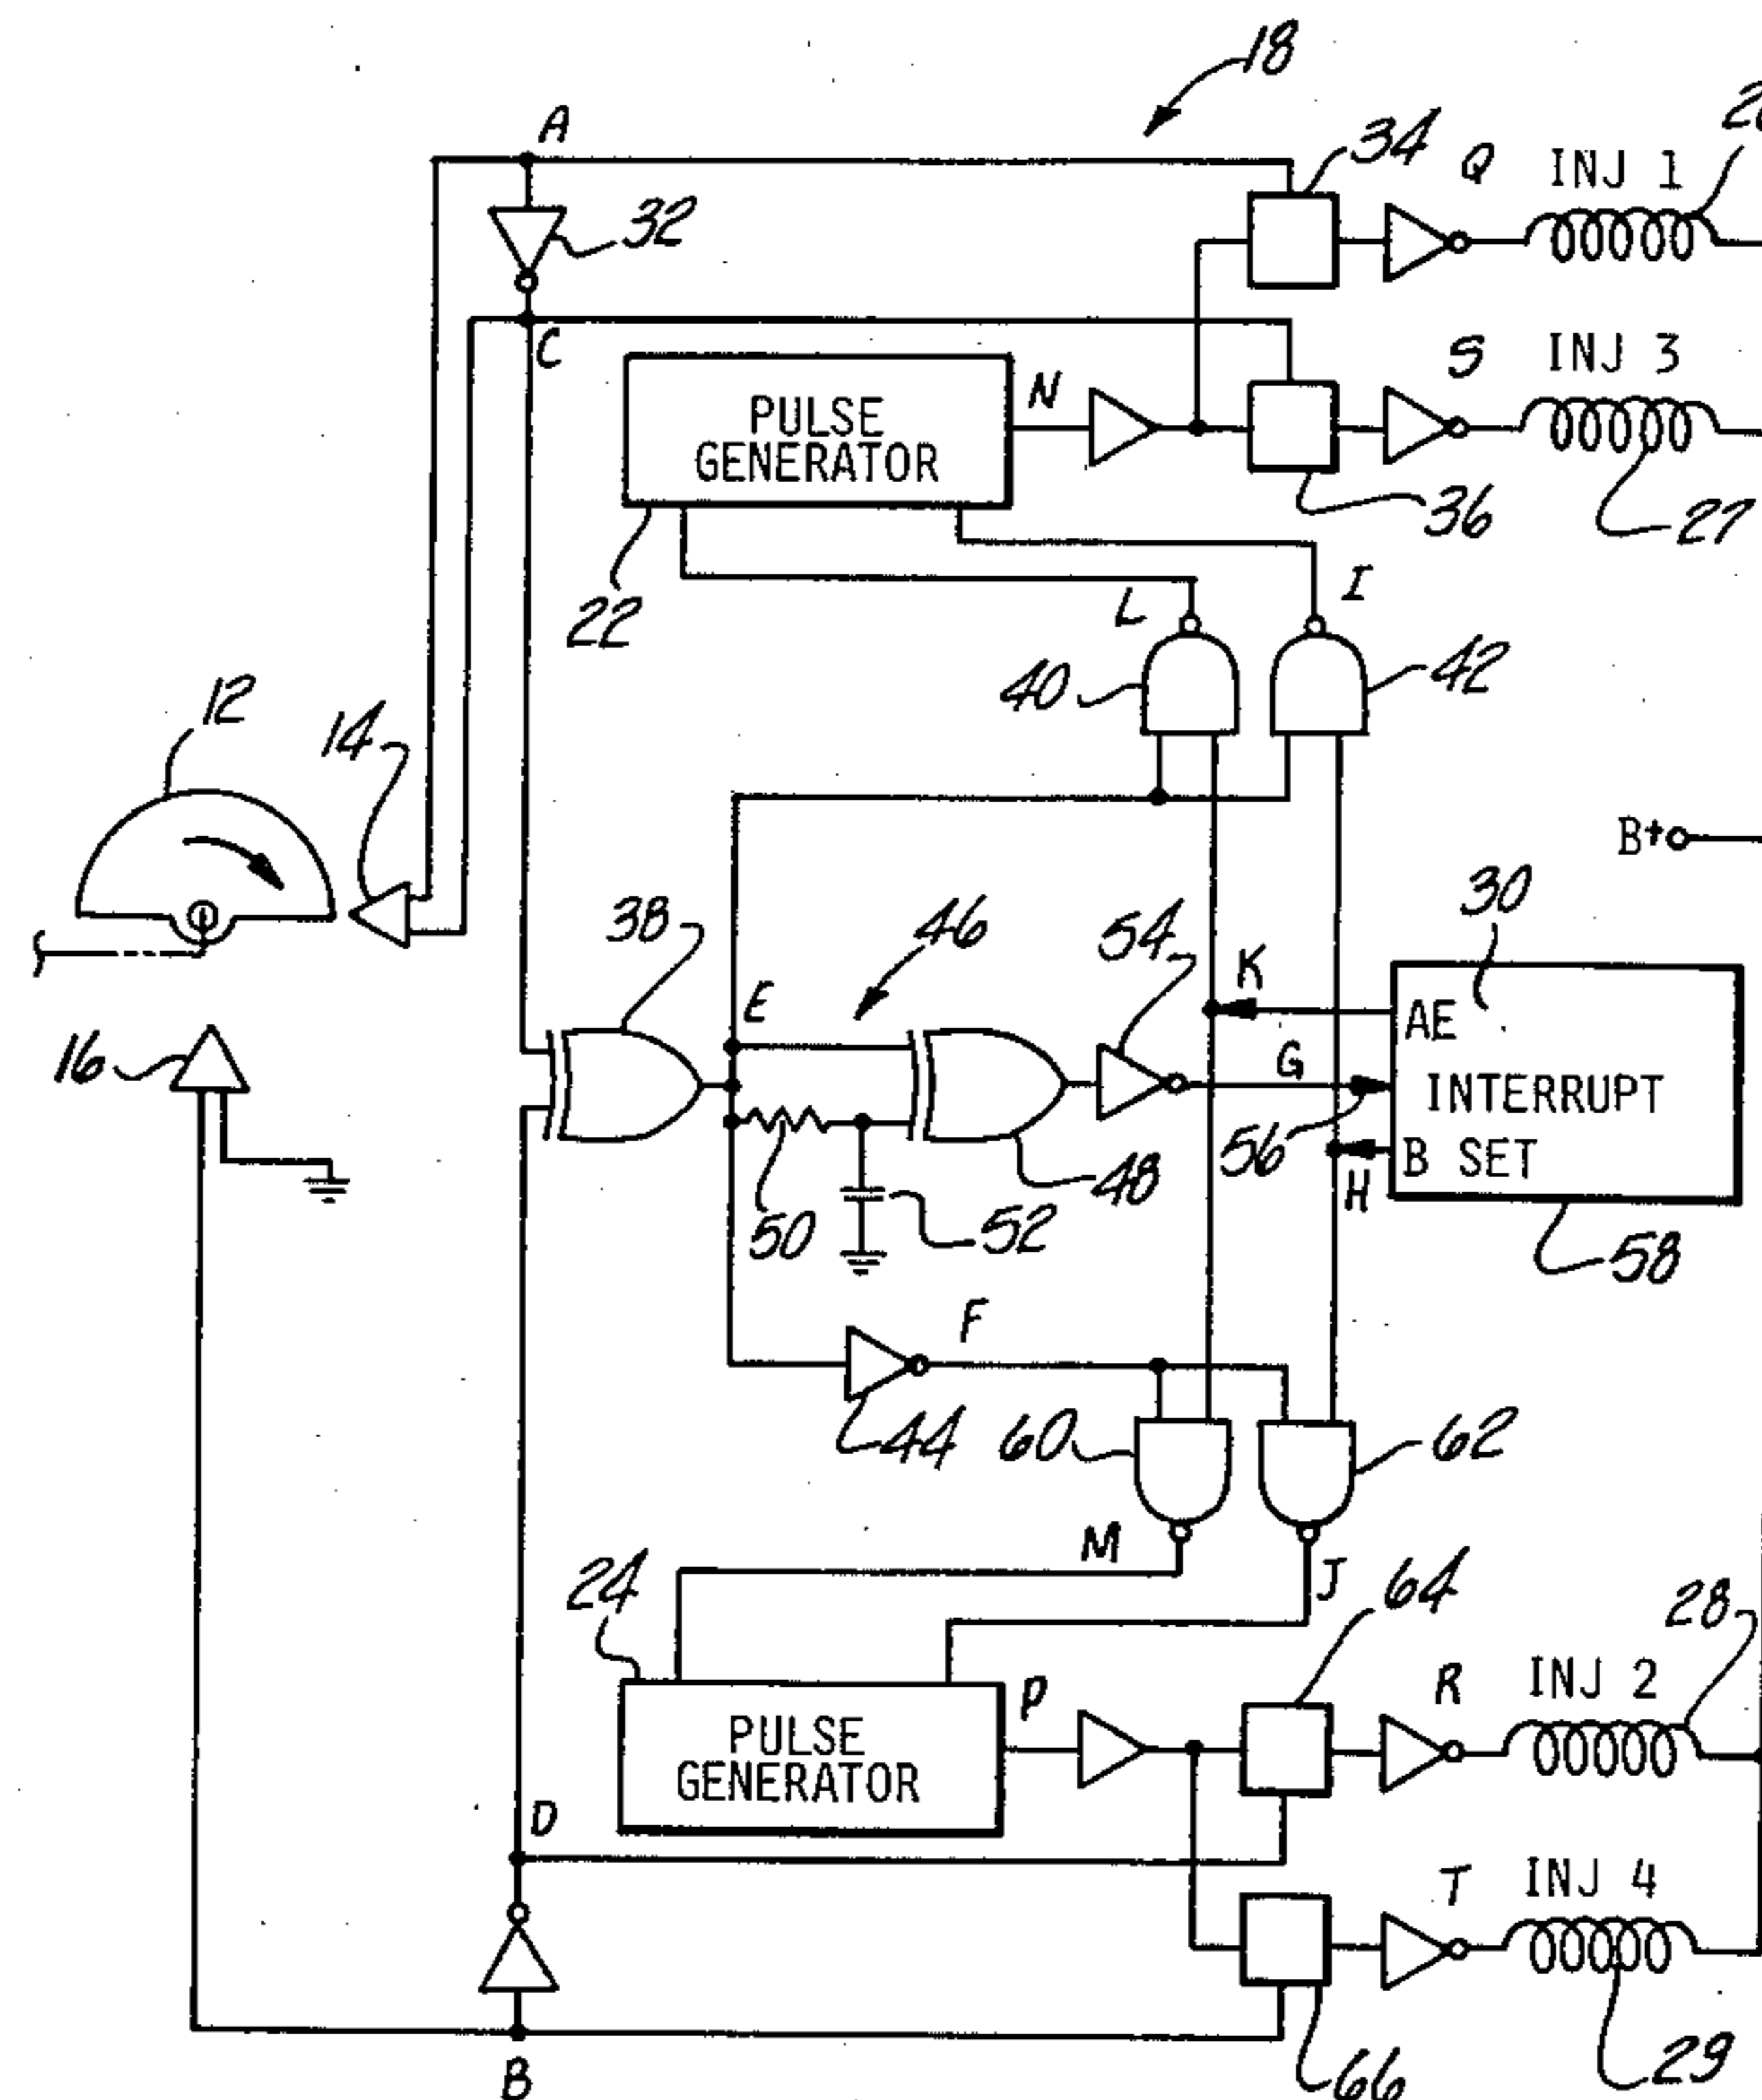 18
A
34
Q
INJ 1
32
C
S
INJ 3
N
PULSE
GENERATOR
36
27
22
L
I
40
42
12
14
B+
30
38
46
54
E
K
AE
16
G
INTERRUPT
56
B SET
H
50
52
48
58
F
44
60
62
M
J
64
24
28
P
R
INJ 2
PULSE
GENERATOR
D
T
INJ 4
B
66
29